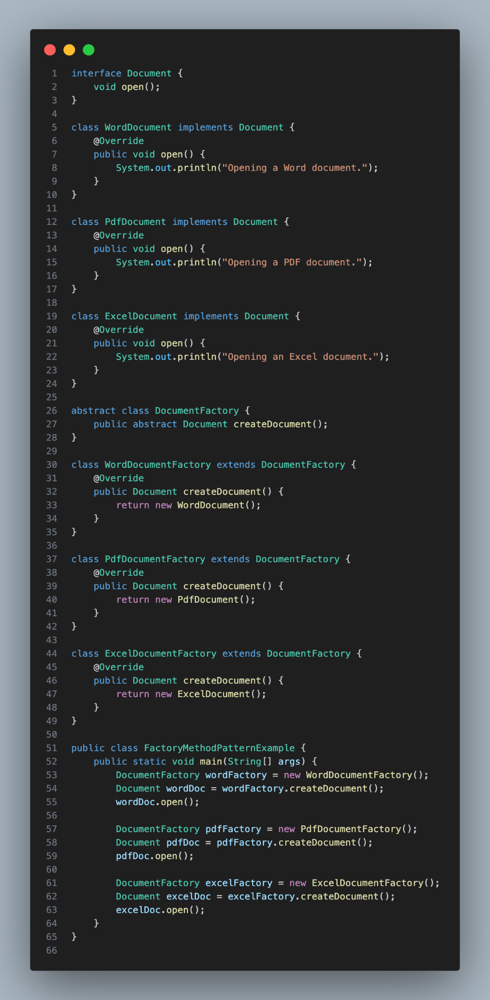 1 interface Document {
2     void open();
3 }
4
5 class WordDocument implements Document {
6     @Override
7     public void open() {
8         System.out.println("Opening a Word document.");
9     }
10 }
11
12 class PdfDocument implements Document {
13     @Override
14     public void open() {
15         System.out.println("Opening a PDF document.");
16     }
17 }
18
19 class ExcelDocument implements Document {
20     @Override
21     public void open() {
22         System.out.println("Opening an Excel document.");
23     }
24 }
25
26 abstract class DocumentFactory {
27     public abstract Document createDocument();
28 }
29
30 class WordDocumentFactory extends DocumentFactory {
31     @Override
32     public Document createDocument() {
33         return new WordDocument();
34     }
35 }
36
37 class PdfDocumentFactory extends DocumentFactory {
38     @Override
39     public Document createDocument() {
40         return new PdfDocument();
41     }
42 }
43
44 class ExcelDocumentFactory extends DocumentFactory {
45     @Override
46     public Document createDocument() {
47         return new ExcelDocument();
48     }
49 }
50
51 public class FactoryMethodPatternExample {
52     public static void main(String[] args) {
53         DocumentFactory wordFactory = new WordDocumentFactory();
54         Document wordDoc = wordFactory.createDocument();
55         wordDoc.open();
56
57         DocumentFactory pdfFactory = new PdfDocumentFactory();
58         Document pdfDoc = pdfFactory.createDocument();
59         pdfDoc.open();
60
61         DocumentFactory excelFactory = new ExcelDocumentFactory();
62         Document excelDoc = excelFactory.createDocument();
63         excelDoc.open();
64     }
65 }
66